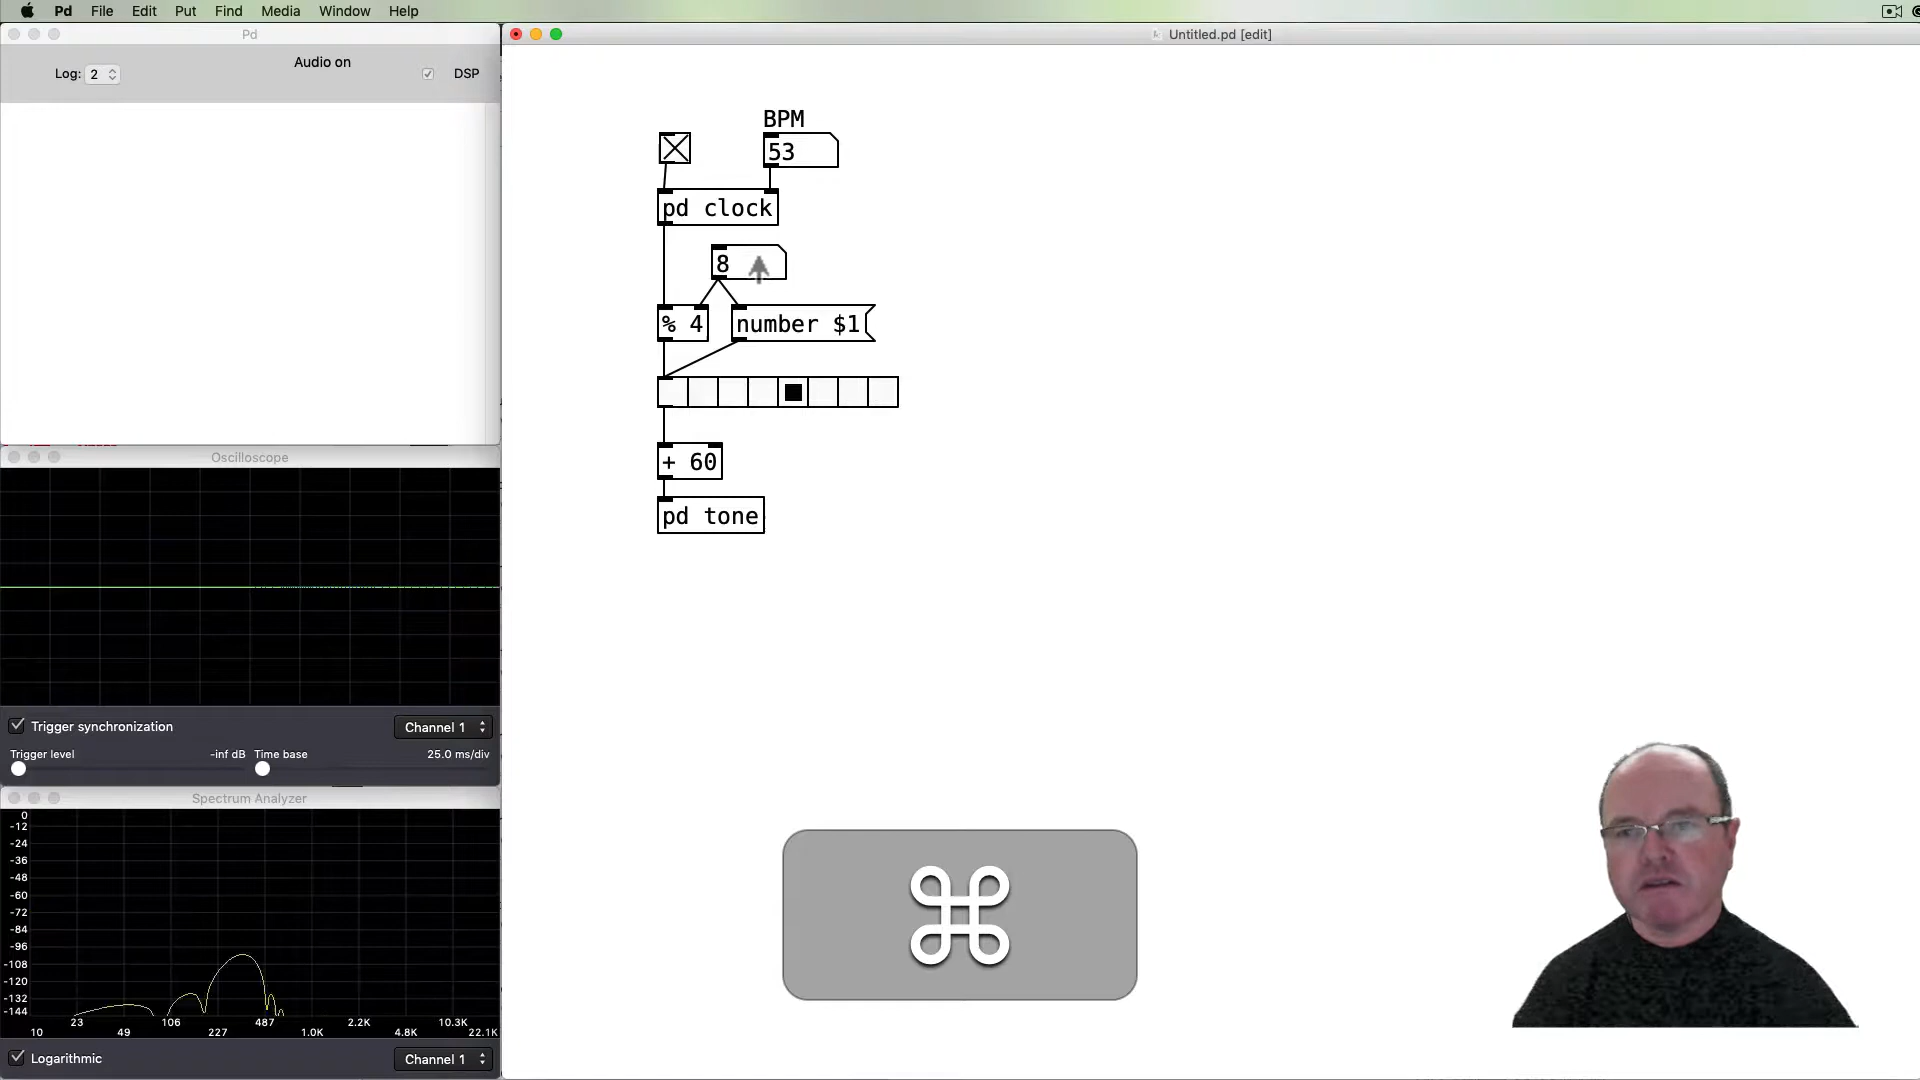 Pd File Edit Put Find Media Window Help
Pd
Log: 2
Audio on
DSP
Untitled.pd [edit]
BPM
53
pd clock
8
% 4
number $1
+ 60
pd tone
Oscilloscope
Trigger synchronization
Channel 1
Trigger level
-inf dB
Time base
25.0 ms/div
Spectrum Analyzer
0
-12
-24
-36
-48
-60
-72
-84
-96
-108
-120
-132
-144
23 106 487 2.2K 10.3K
10 49 227 1.0K 4.8K 22.1K
Logarithmic
Channel 1